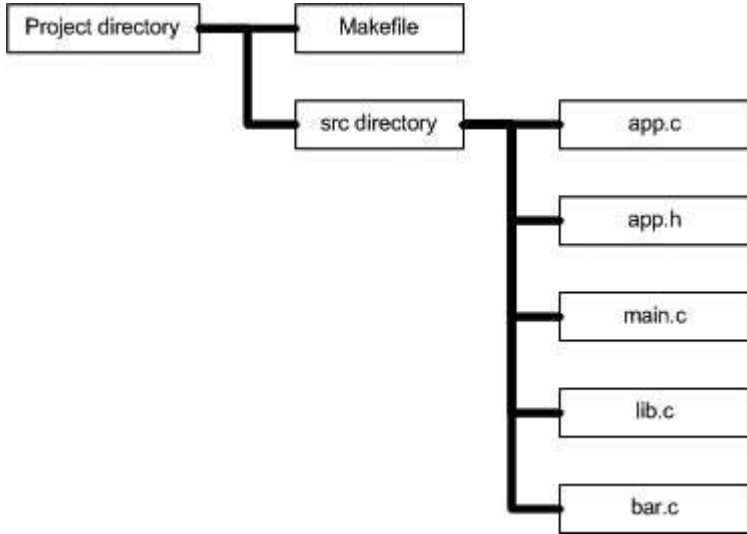 Project directory
Makefile
src directory
app.c
app.h
main.c
lib.c
bar.c